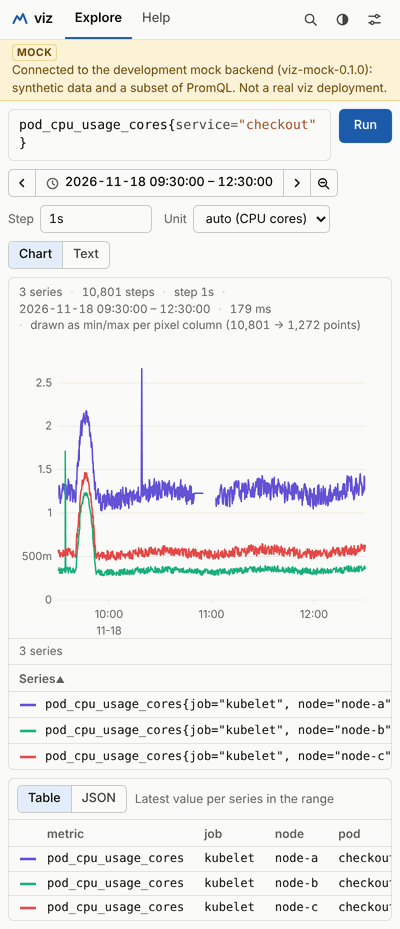 viz Explore Help
MOCK
Connected to the development mock backend (viz-mock-0.1.0):
synthetic data and a subset of PromQL. Not a real viz deployment.
pod_cpu_usage_cores{service="checkout"
}
Run
2026-11-18 09:30:00 – 12:30:00
Step 1s Unit auto (CPU cores)
Chart Text
3 series · 10,801 steps · step 1s ·
2026-11-18 09:30:00 – 12:30:00 · 179 ms
· drawn as min/max per pixel column (10,801 → 1,272 points)
2.5
2
1.5
1
500m
0
10:00 11:00 12:00
11-18
3 series
Series▲
pod_cpu_usage_cores{job="kubelet", node="node-a"
pod_cpu_usage_cores{job="kubelet", node="node-b"
pod_cpu_usage_cores{job="kubelet", node="node-c"
Table JSON Latest value per series in the range
metric job node pod
pod_cpu_usage_cores kubelet node-a checkou
pod_cpu_usage_cores kubelet node-b checkou
pod_cpu_usage_cores kubelet node-c checkou